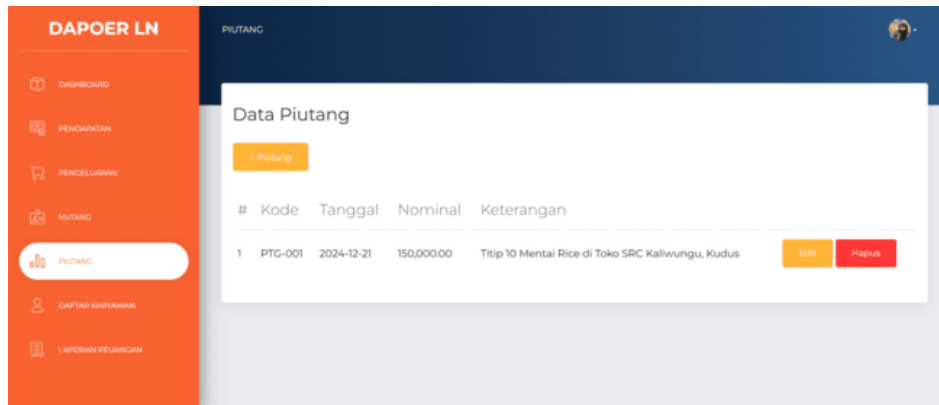 DAPOER LN
DASHBOARD
PENDAPATAN
PENGELUARAN
HUTANG
PIUTANG
DAFTAR KARYAWAN
LAPORAN KEUANGAN
PIUTANG
Data Piutang
+ Piutang
# Kode Tanggal Nominal Keterangan
1 PTG-001 2024-12-21 150,000.00 Titip 10 Mentai Rice di Toko SRC Kaliwungu, Kudus Edit Hapus